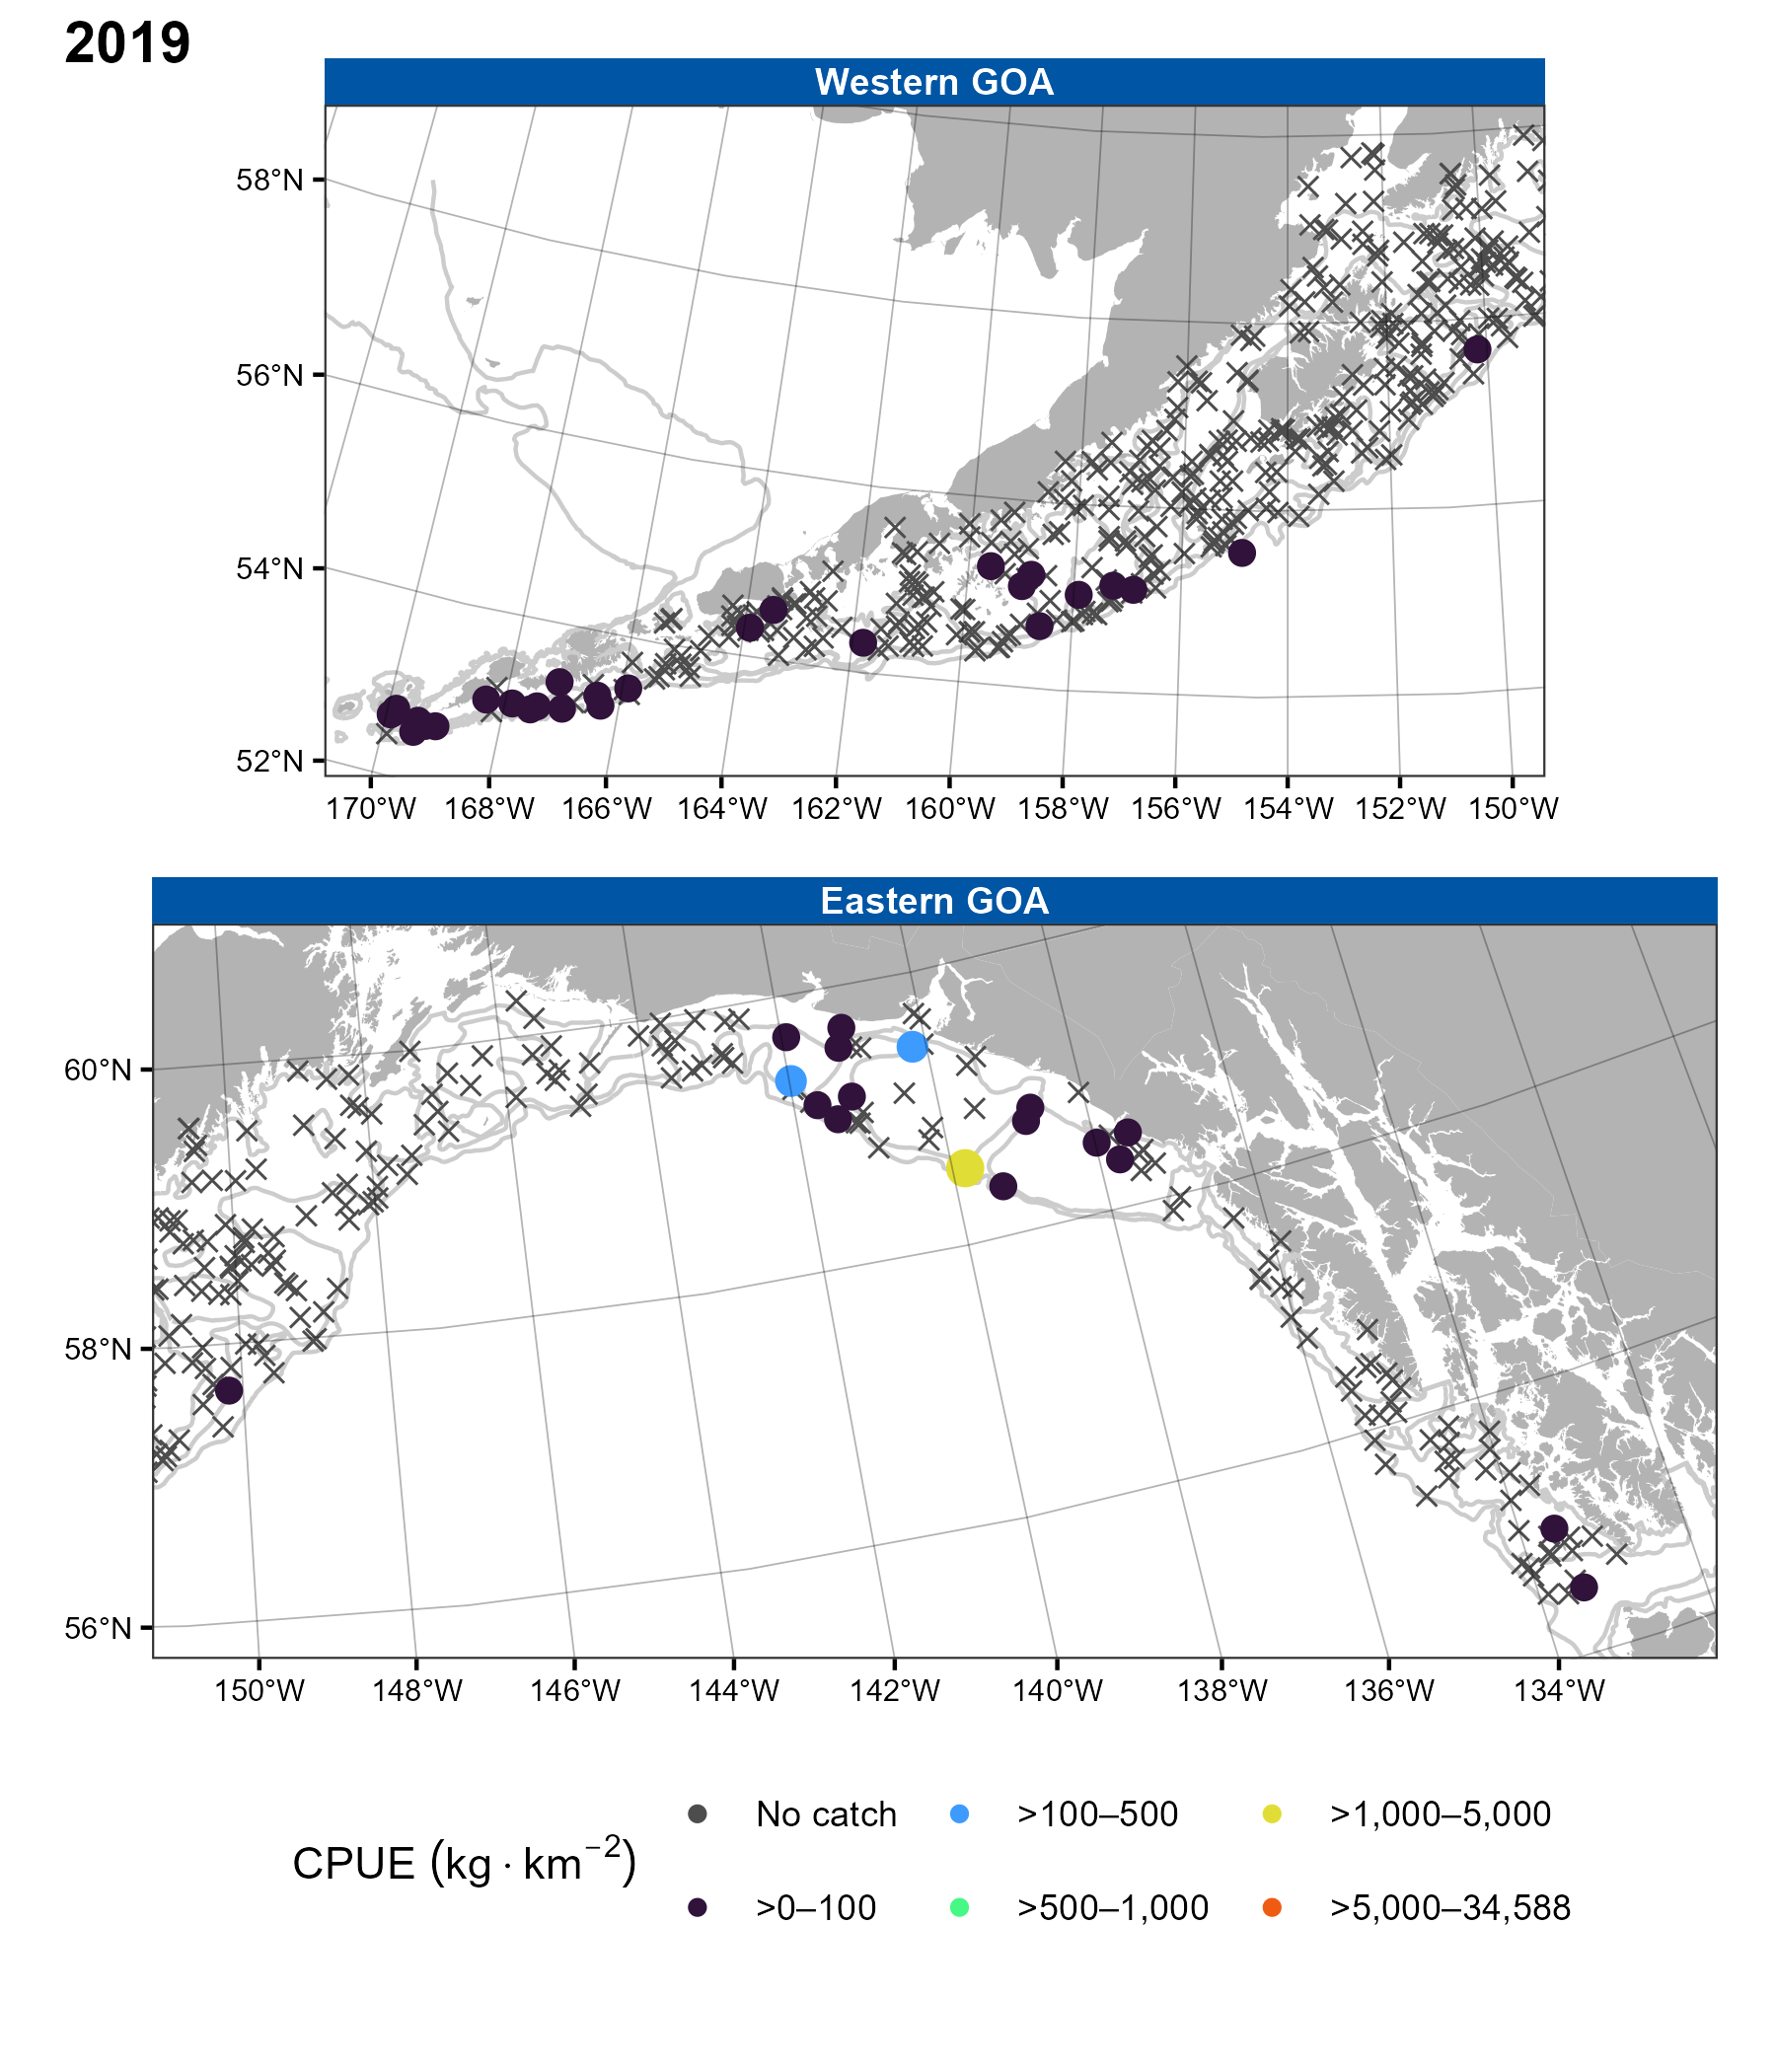 2019
Western GOA
58°N
56°N
54°N
52°N
170°W 168°W 166°W 164°W 162°W 160°W 158°W 156°W 154°W 152°W 150°W
Eastern GOA
60°N
58°N
56°N
150°W 148°W 146°W 144°W 142°W 140°W 138°W 136°W 134°W
CPUE (kg · km⁻²)
No catch >100–500 >1,000–5,000
>0–100 >500–1,000 >5,000–34,588